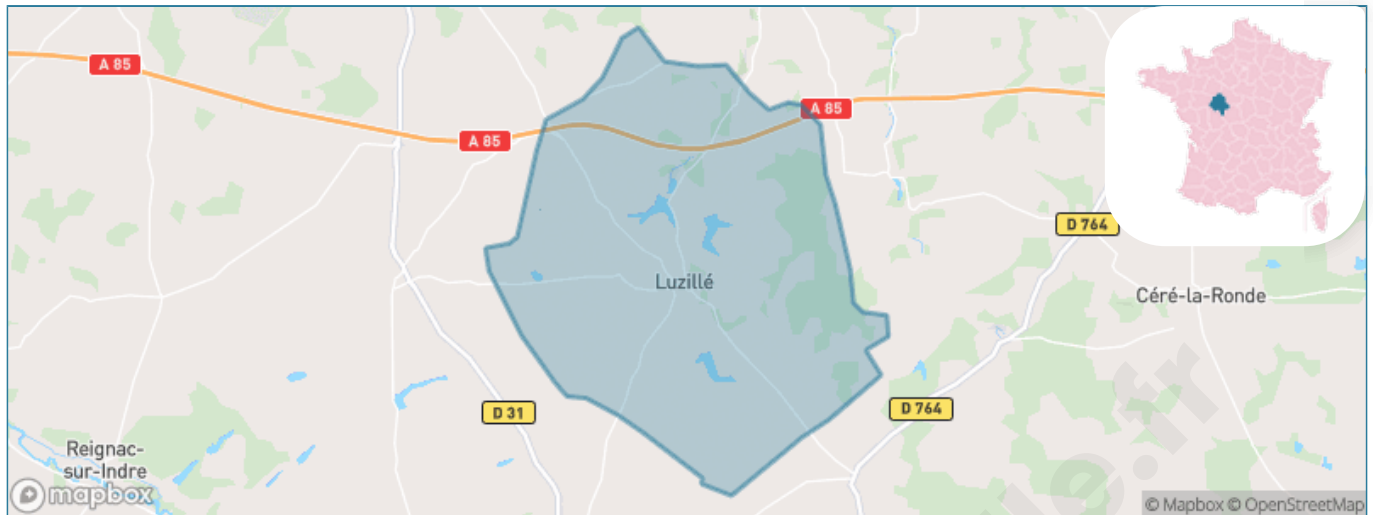 A 85
A 85
A 85
D 764
Luzillé
Céré-la-Ronde
D 31
D 764
Reignac-
sur-Indre
mapbox
© Mapbox © OpenStreetMap